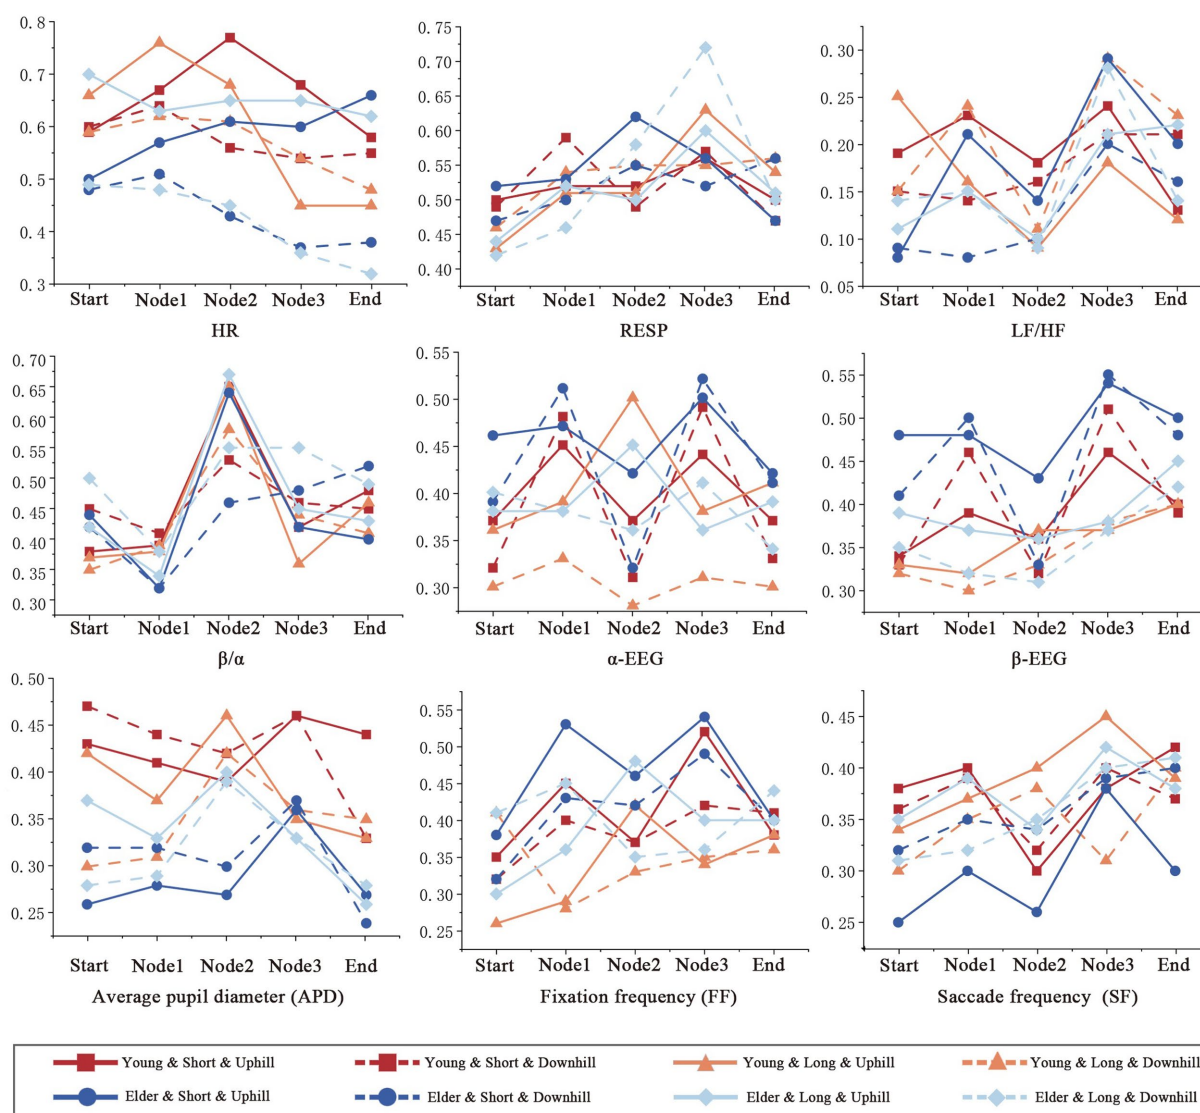 0.8
0.7
0.6
0.5
0.4
0.3
Start Node1 Node2 Node3 End
HR
0.75
0.70
0.65
0.60
0.55
0.50
0.45
0.40
Start Node1 Node2 Node3 End
RESP
0.30
0.25
0.20
0.15
0.10
0.05
Start Node1 Node2 Node3 End
LF/HF
0.70
0.65
0.60
0.55
0.50
0.45
0.40
0.35
0.30
Start Node1 Node2 Node3 End
β/α
0.55
0.50
0.45
0.40
0.35
0.30
Start Node1 Node2 Node3 End
α-EEG
0.55
0.50
0.45
0.40
0.35
0.30
Start Node1 Node2 Node3 End
β-EEG
0.50
0.45
0.40
0.35
0.30
0.25
Start Node1 Node2 Node3 End
Average pupil diameter (APD)
0.55
0.50
0.45
0.40
0.35
0.30
0.25
Start Node1 Node2 Node3 End
Fixation frequency (FF)
0.45
0.40
0.35
0.30
0.25
Start Node1 Node2 Node3 End
Saccade frequency (SF)
Young & Short & Uphill Young & Short & Downhill Young & Long & Uphill Young & Long & Downhill
Elder & Short & Uphill Elder & Short & Downhill Elder & Long & Uphill Elder & Long & Downhill